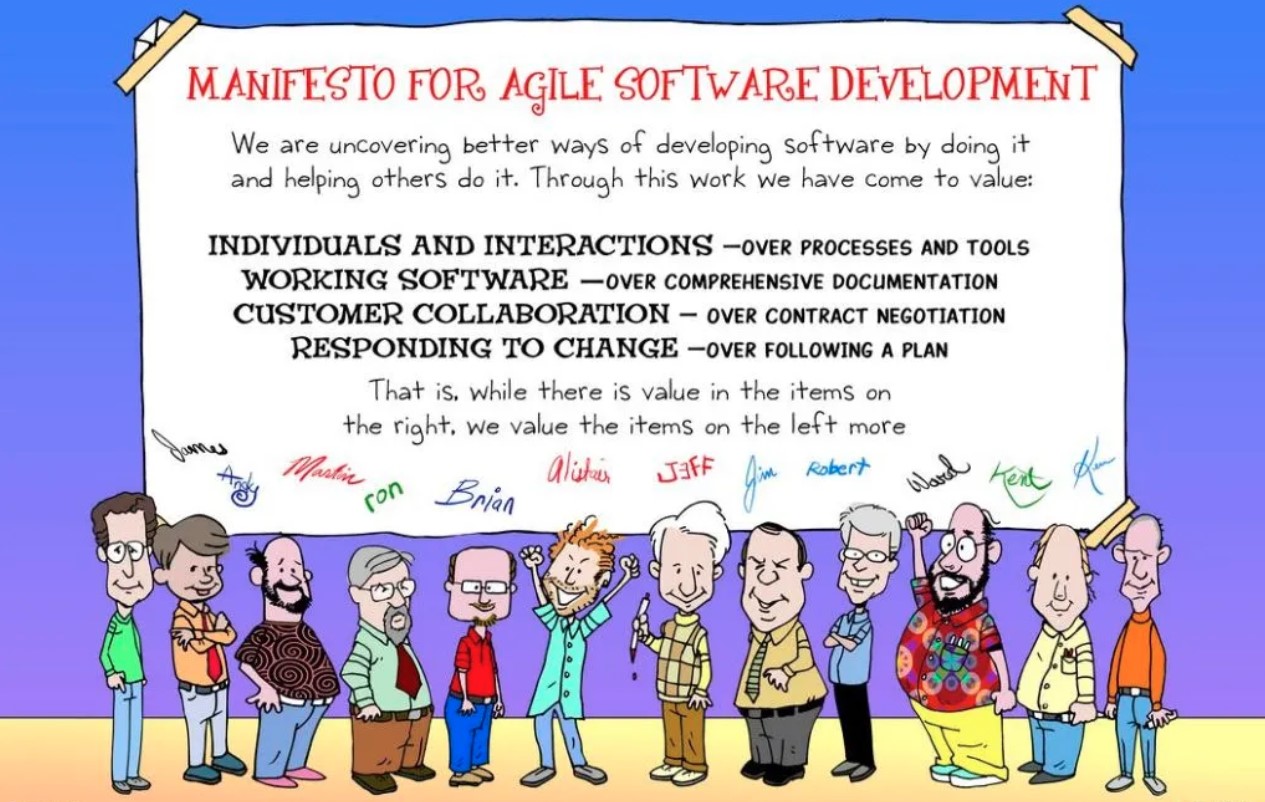 MANIFESTO FOR AGILE SOFTWARE DEVELOPMENT
We are uncovering better ways of developing software by doing it
and helping others do it. Through this work we have come to value:
INDIVIDUALS AND INTERACTIONS —OVER PROCESSES AND TOOLS
WORKING SOFTWARE —OVER COMPREHENSIVE DOCUMENTATION
CUSTOMER COLLABORATION — OVER CONTRACT NEGOTIATION
RESPONDING TO CHANGE —OVER FOLLOWING A PLAN
That is, while there is value in the items on
the right, we value the items on the left more
James
Andy
Martin
ron
Brian
Alistair
JEFF
Jim
Robert
Ward
Kent
Ken